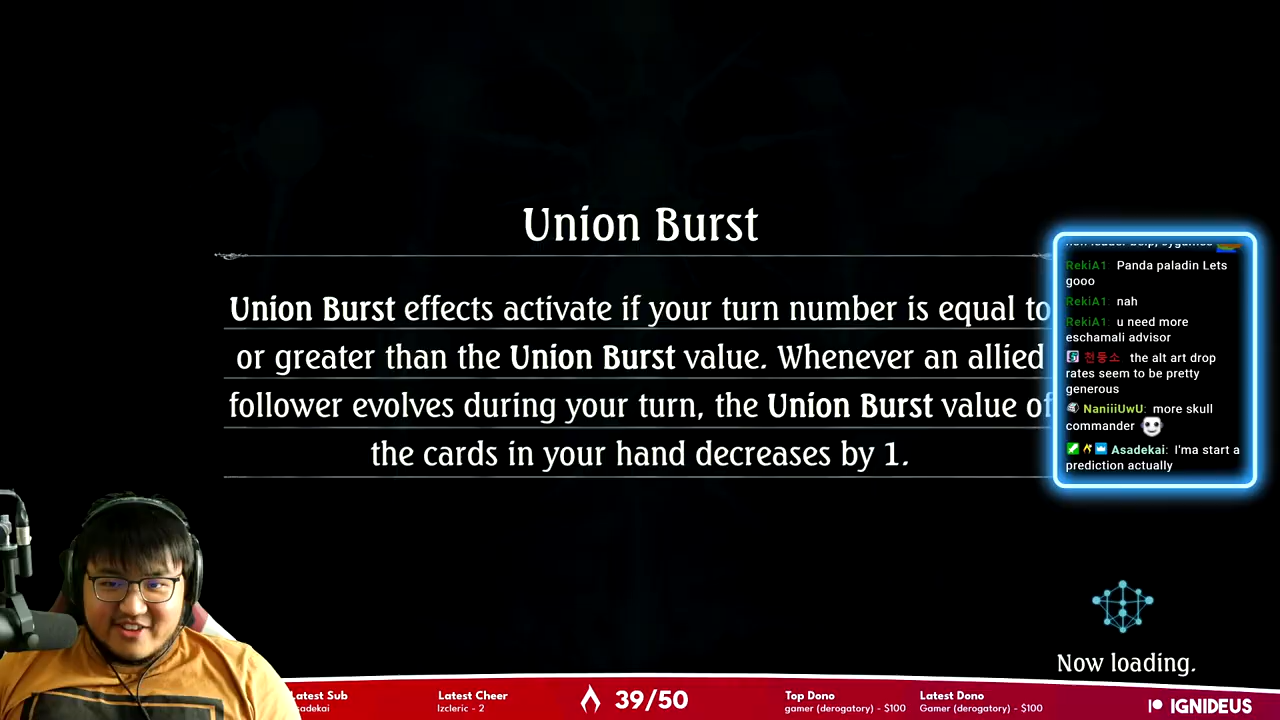 Union Burst
Union Burst effects activate if your turn number is equal to
or greater than the Union Burst value. Whenever an allied
follower evolves during your turn, the Union Burst value of
the cards in your hand decreases by 1.
RekiA1: Panda paladin Lets
gooo
RekiA1: nah
RekiA1: u need more
eschamali advisor
천둥소 the alt art drop
rates seem to be pretty
generous
NaniiiUwU: more skull
commander
Asadekai: I'ma start a
prediction actually
Now loading.
Latest Sub
sadekai
Latest Cheer
Izcleric - 2
39/50
Top Dono
gamer (derogatory) - $100
Latest Dono
Gamer (derogatory) - $100
IGNIDEUS